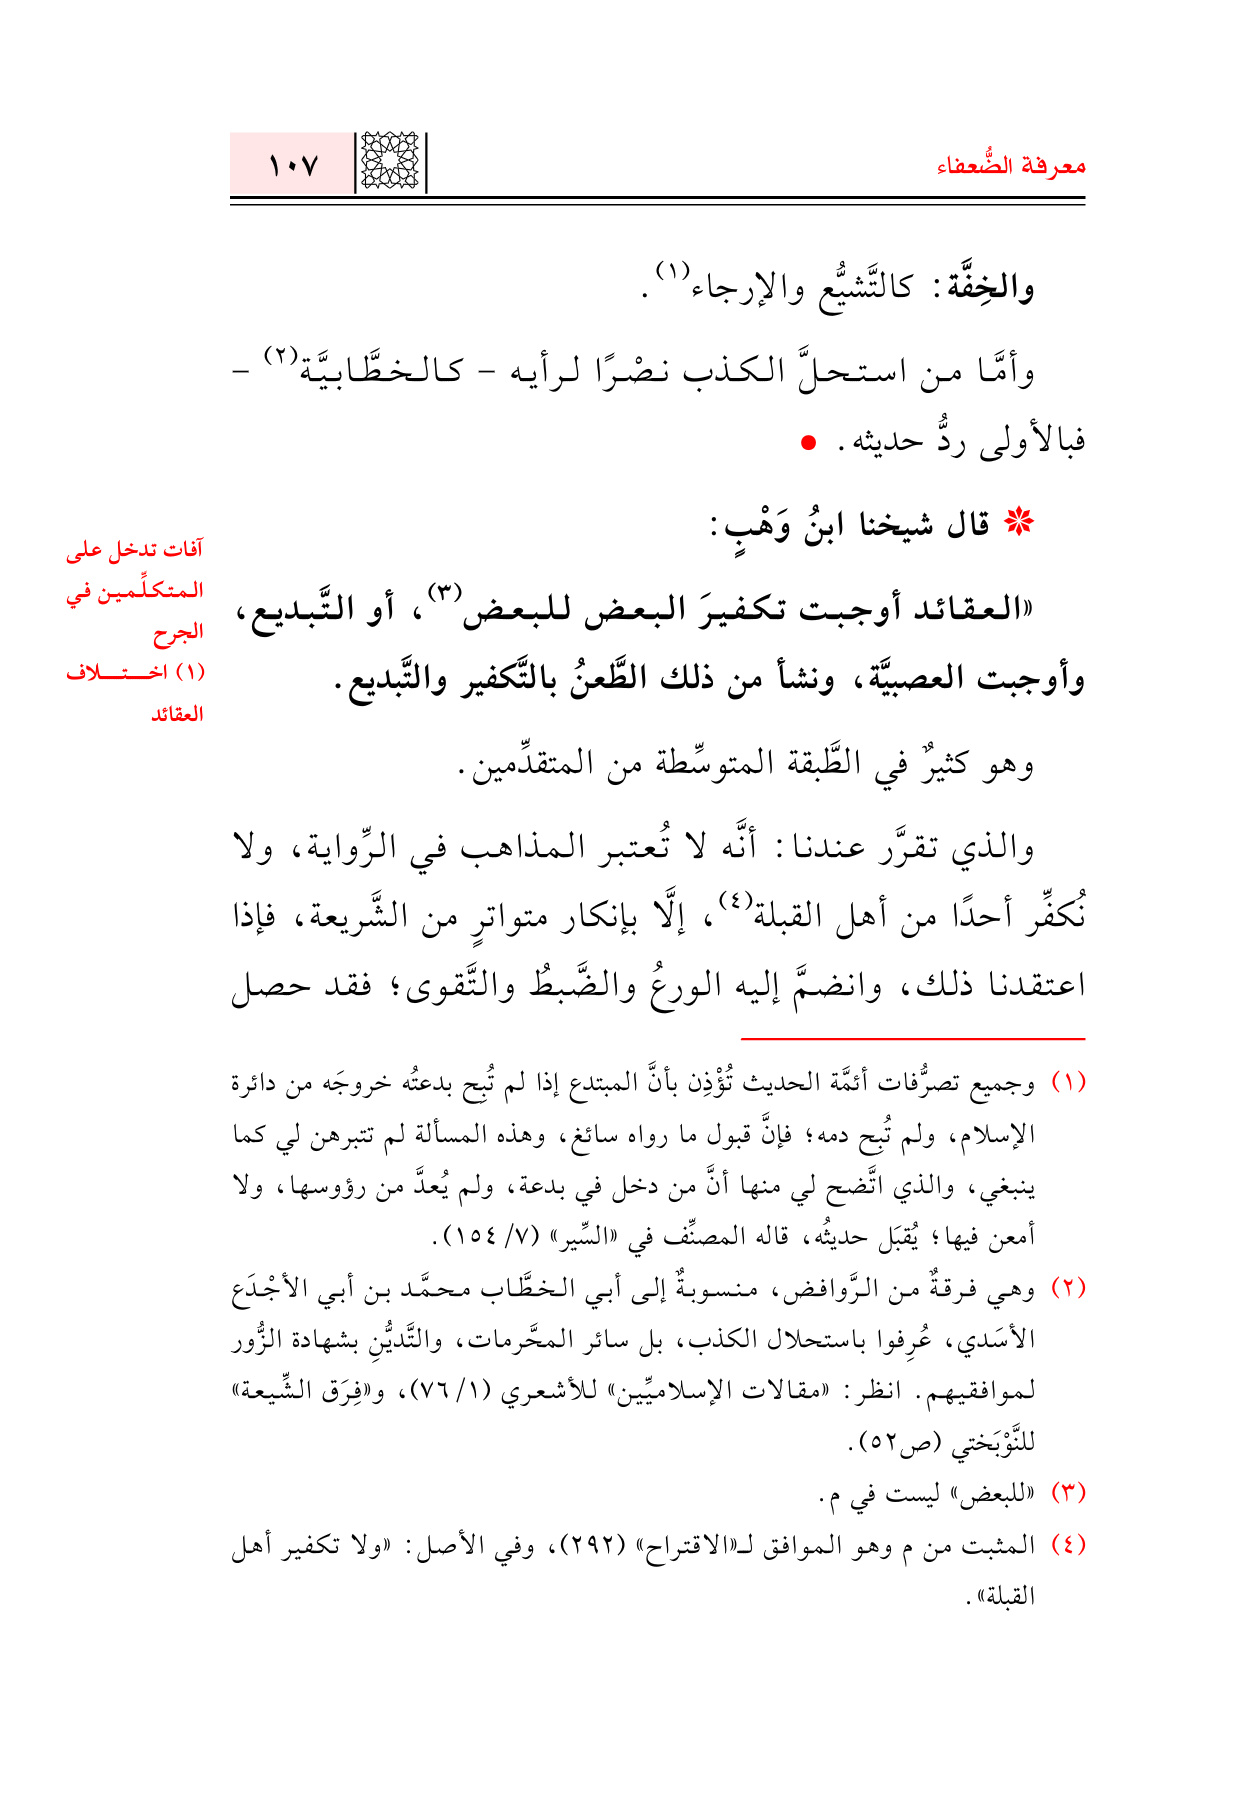 معرفة الضُّعفاء
١٠٧
والخِفَّة: كالتَّشيُّع والإرجاء(١).
وأمَّا من استحلَّ الكذب نصْرًا لرأيه - كالخطَّابيَّة(٢) -
فبالأولى ردُّ حديثه.
قال شيخنا ابنُ وَهْبٍ:
«العقائد أوجبت تكفيرَ البعض للبعض(٣)، أو التَّبديع،
وأوجبت العصبيَّة، ونشأ من ذلك الطَّعنُ بالتَّكفير والتَّبديع.
وهو كثيرٌ في الطَّبقة المتوسِّطة من المتقدِّمين.
والذي تقرَّر عندنا: أنَّه لا تُعتبر المذاهب في الرِّواية، ولا
نُكفِّر أحدًا من أهل القبلة(٤)، إلَّا بإنكار متواترٍ من الشَّريعة، فإذا
اعتقدنا ذلك، وانضمَّ إليه الورعُ والضَّبطُ والتَّقوى؛ فقد حصل
آفات تدخل على
المتكلِّمين في
الجرح
(١) اختلاف
العقائد
(١) وجميع تصرُّفات أئمَّة الحديث تُؤْذِن بأنَّ المبتدع إذا لم تُبِح بدعتُه خروجَه من دائرة
الإسلام، ولم تُبِح دمه؛ فإنَّ قبول ما رواه سائغ، وهذه المسألة لم تتبرهن لي كما
ينبغي، والذي اتَّضح لي منها أنَّ من دخل في بدعة، ولم يُعدَّ من رؤوسها، ولا
أمعن فيها؛ يُقبَل حديثُه، قاله المصنِّف في «السِّير» (٧/ ١٥٤).
(٢) وهي فرقةٌ من الرَّوافض، منسوبةٌ إلى أبي الخطَّاب محمَّد بن أبي الأجْدَع
الأسَدي، عُرِفوا باستحلال الكذب، بل سائر المحَّرمات، والتَّديُّنِ بشهادة الزُّور
لموافقيهم. انظر: «مقالات الإسلاميِّين» للأشعري (١/ ٧٦)، و«فِرَق الشِّيعة»
للنَّوْبَختي (ص٥٢).
(٣) «للبعض» ليست في م.
(٤) المثبت من م وهو الموافق لـ«الاقتراح» (٢٩٢)، وفي الأصل: «ولا تكفير أهل
القبلة».